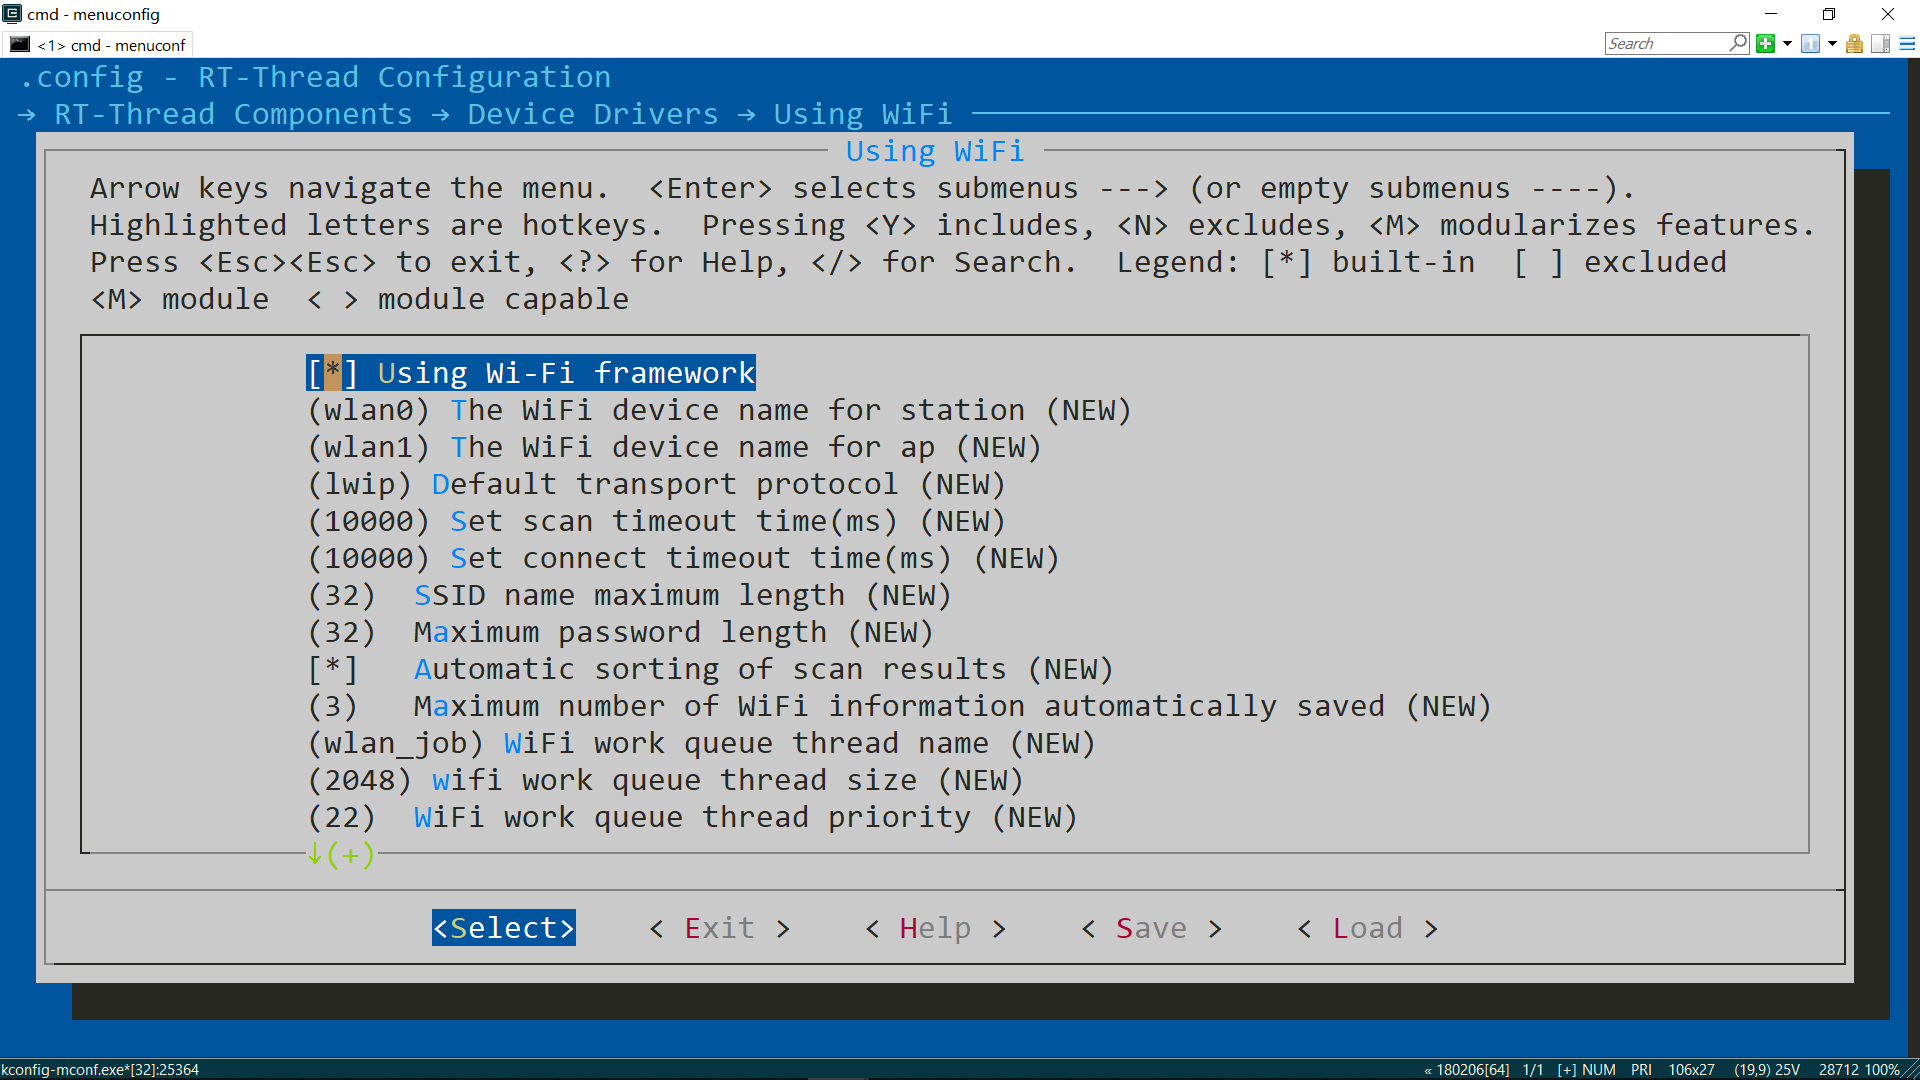 cmd - menuconfig
<1> cmd - menuconf
Search
.config - RT-Thread Configuration
→ RT-Thread Components → Device Drivers → Using WiFi
Using WiFi
Arrow keys navigate the menu.  <Enter> selects submenus ---> (or empty submenus ----).
Highlighted letters are hotkeys.  Pressing <Y> includes, <N> excludes, <M> modularizes features.
Press <Esc><Esc> to exit, <?> for Help, </> for Search.  Legend: [*] built-in  [ ] excluded
<M> module  < > module capable
[*] Using Wi-Fi framework
(wlan0) The WiFi device name for station (NEW)
(wlan1) The WiFi device name for ap (NEW)
(lwip) Default transport protocol (NEW)
(10000) Set scan timeout time(ms) (NEW)
(10000) Set connect timeout time(ms) (NEW)
(32)  SSID name maximum length (NEW)
(32)  Maximum password length (NEW)
[*]   Automatic sorting of scan results (NEW)
(3)   Maximum number of WiFi information automatically saved (NEW)
(wlan_job) WiFi work queue thread name (NEW)
(2048) wifi work queue thread size (NEW)
(22)  WiFi work queue thread priority (NEW)
↓(+)
<Select>    < Exit >    < Help >    < Save >    < Load >
kconfig-mconf.exe*[32]:25364
« 180206[64]  1/1  [+] NUM  PRI  106x27  (19,9) 25V  28712 100%